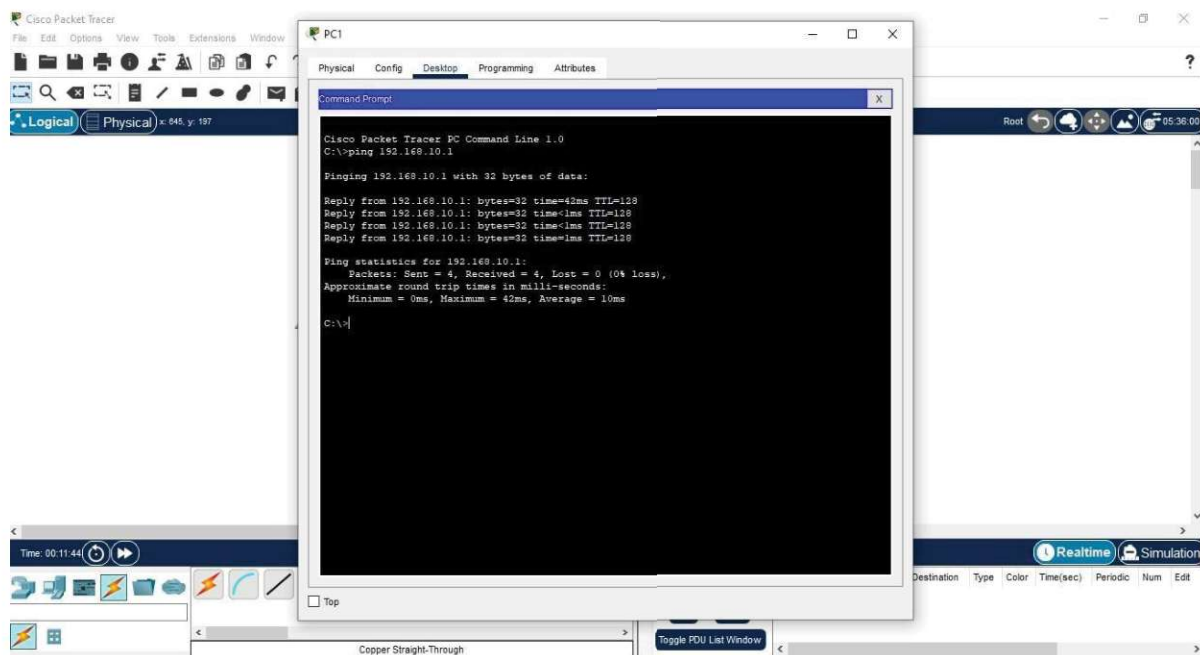 Cisco Packet Tracer
File Edit Options View Tools Extensions Window
PC1
Physical Config Desktop Programming Attributes
?
Command Prompt X
Logical Physical x: 645, y: 197
Root 05:36:00
Cisco Packet Tracer PC Command Line 1.0
C:\>ping 192.168.10.1
Pinging 192.168.10.1 with 32 bytes of data:
Reply from 192.168.10.1: bytes=32 time=42ms TTL=128
Reply from 192.168.10.1: bytes=32 time<1ms TTL=128
Reply from 192.168.10.1: bytes=32 time<1ms TTL=128
Reply from 192.168.10.1: bytes=32 time=1ms TTL=128
Ping statistics for 192.168.10.1:
Packets: Sent = 4, Received = 4, Lost = 0 (0% loss),
Approximate round trip times in milli-seconds:
Minimum = 0ms, Maximum = 42ms, Average = 10ms
C:\>
Time: 00:11:44
Realtime Simulation
Destination Type Color Time(sec) Periodic Num Edit
Top
Toggle PDU List Window
Copper Straight-Through